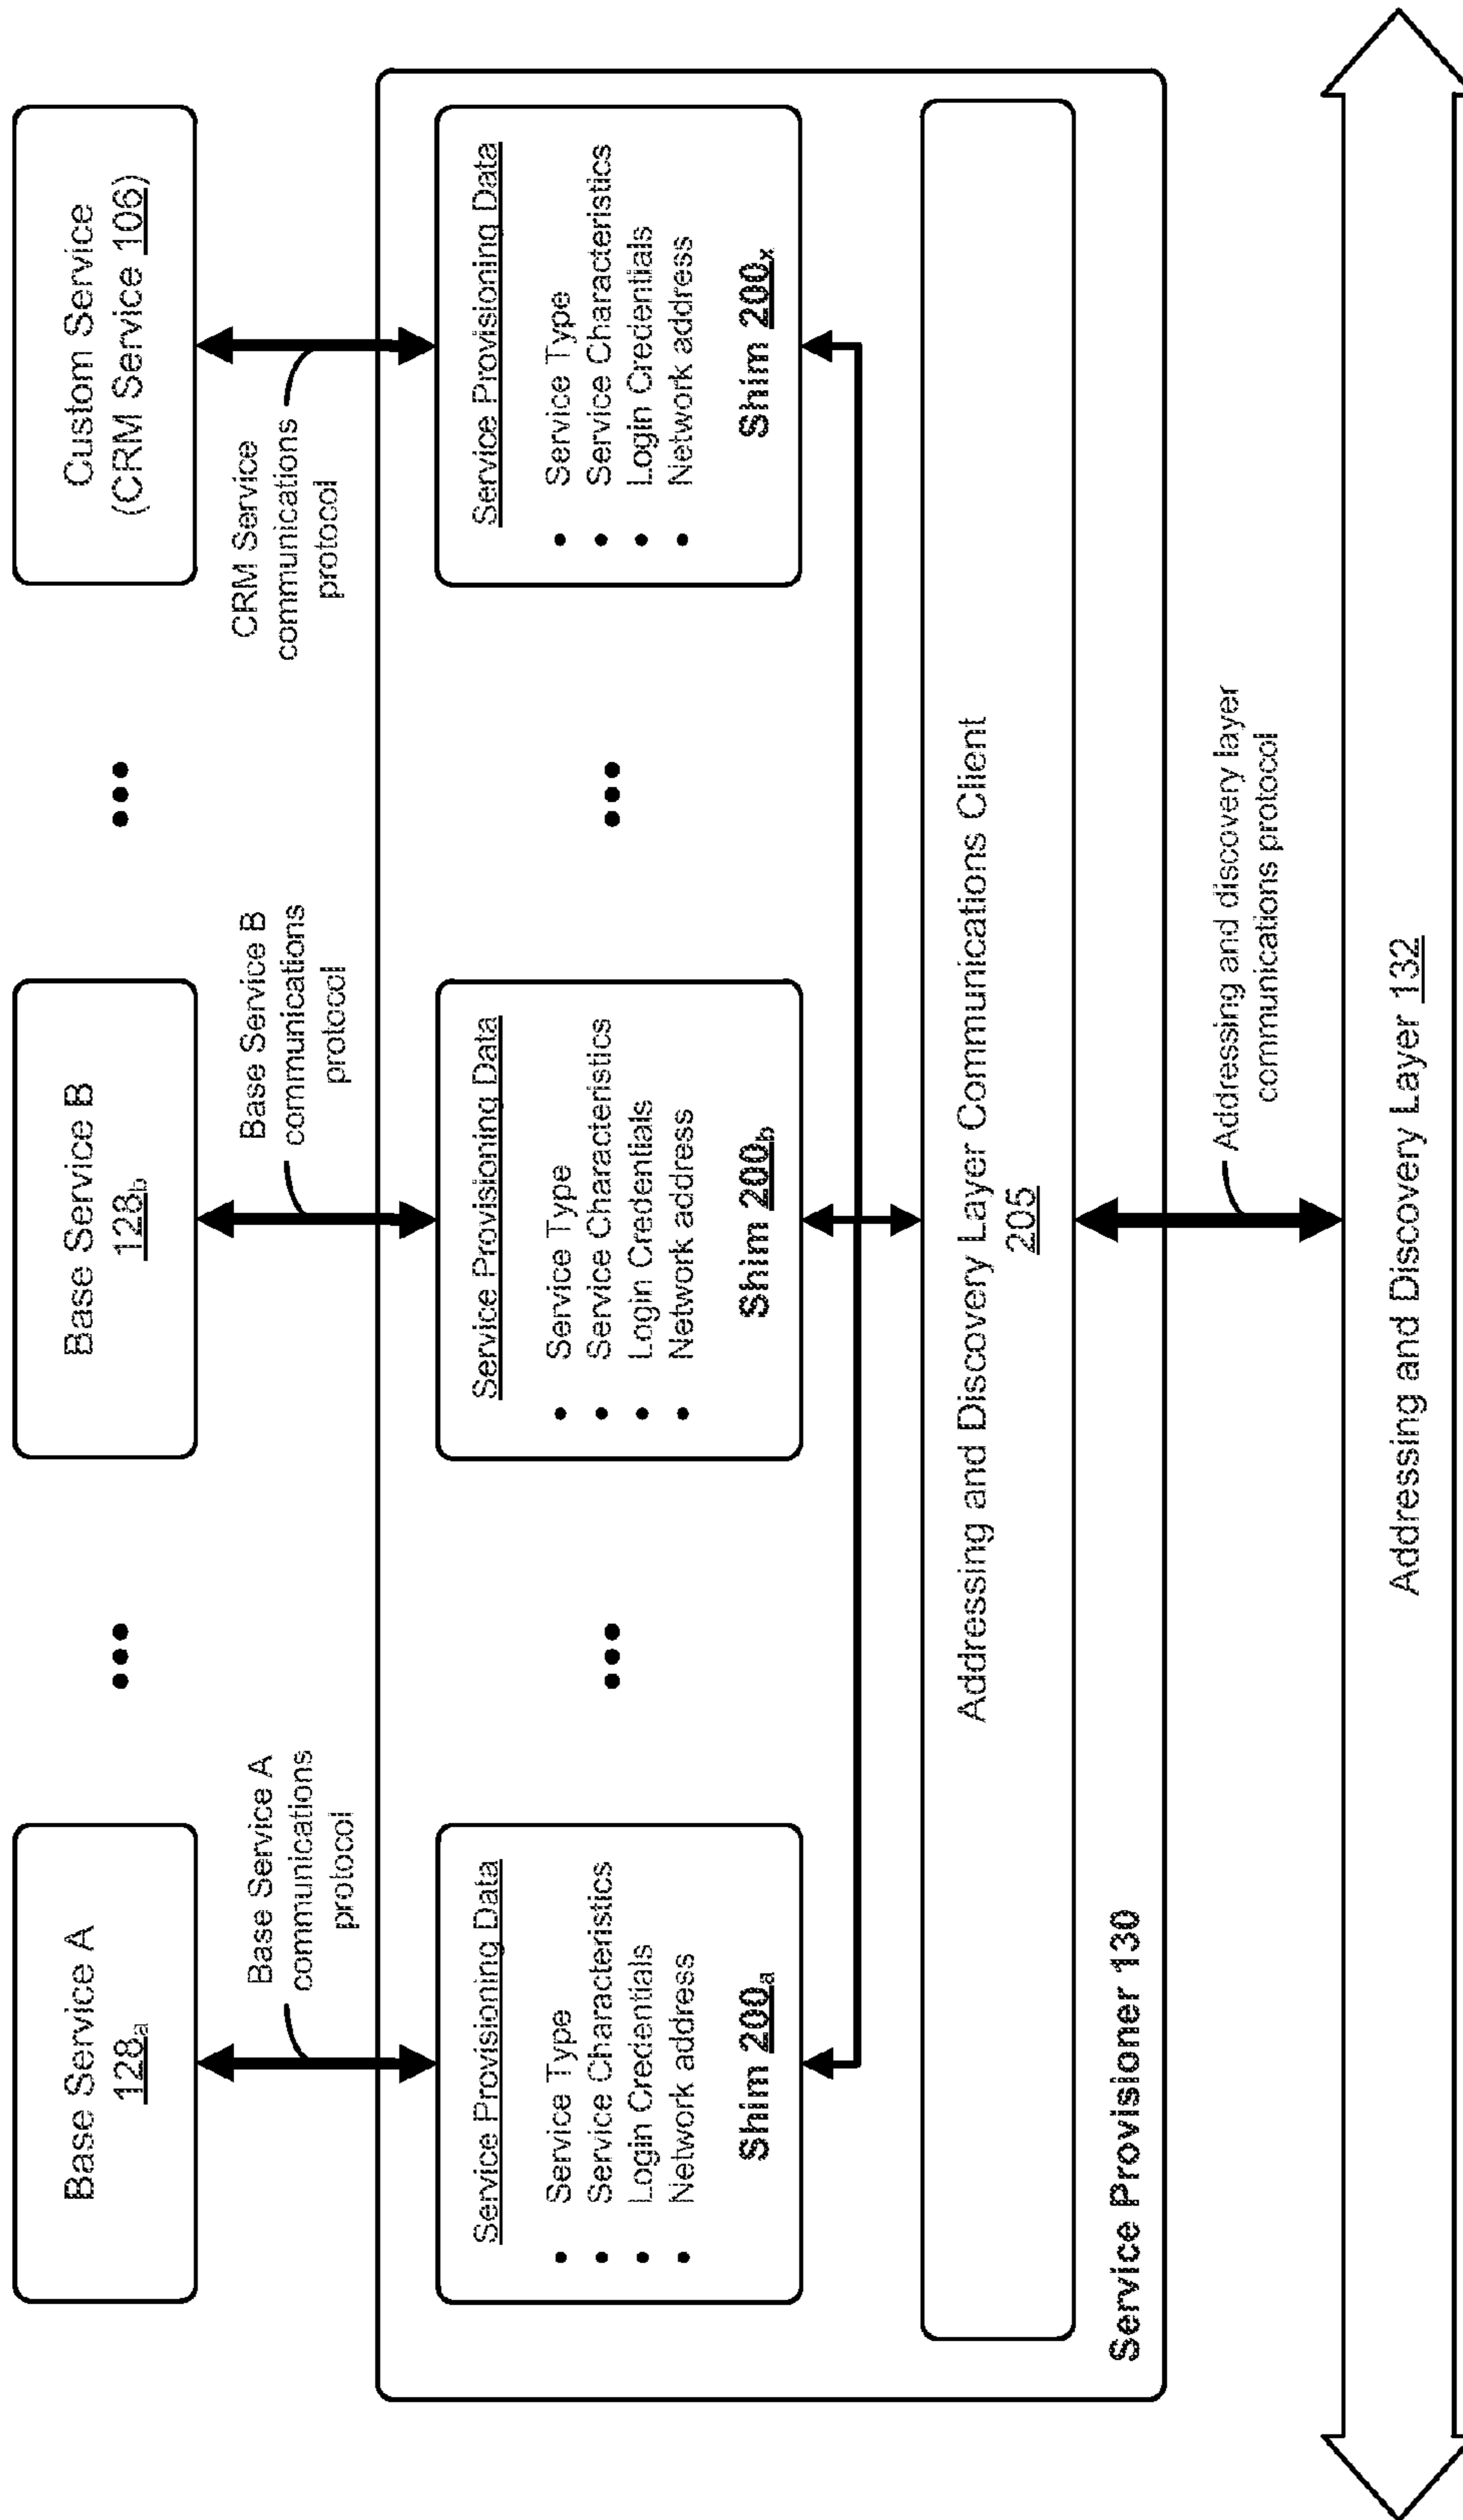 Base Service A
128a
Base Service B
128b
Custom Service
(CRM Service 106)
Base Service A
communications
protocol
Base Service B
communications
protocol
CRM Service
communications
protocol
Service Provisioning Data
• Service Type
• Service Characteristics
• Login Credentials
• Network address
Shim 200a
Service Provisioning Data
• Service Type
• Service Characteristics
• Login Credentials
• Network address
Shim 200b
Service Provisioning Data
• Service Type
• Service Characteristics
• Login Credentials
• Network address
Shim 200x
Addressing and Discovery Layer Communications Client
205
Service Provisioner 130
Addressing and discovery layer
communications protocol
Addressing and Discovery Layer 132